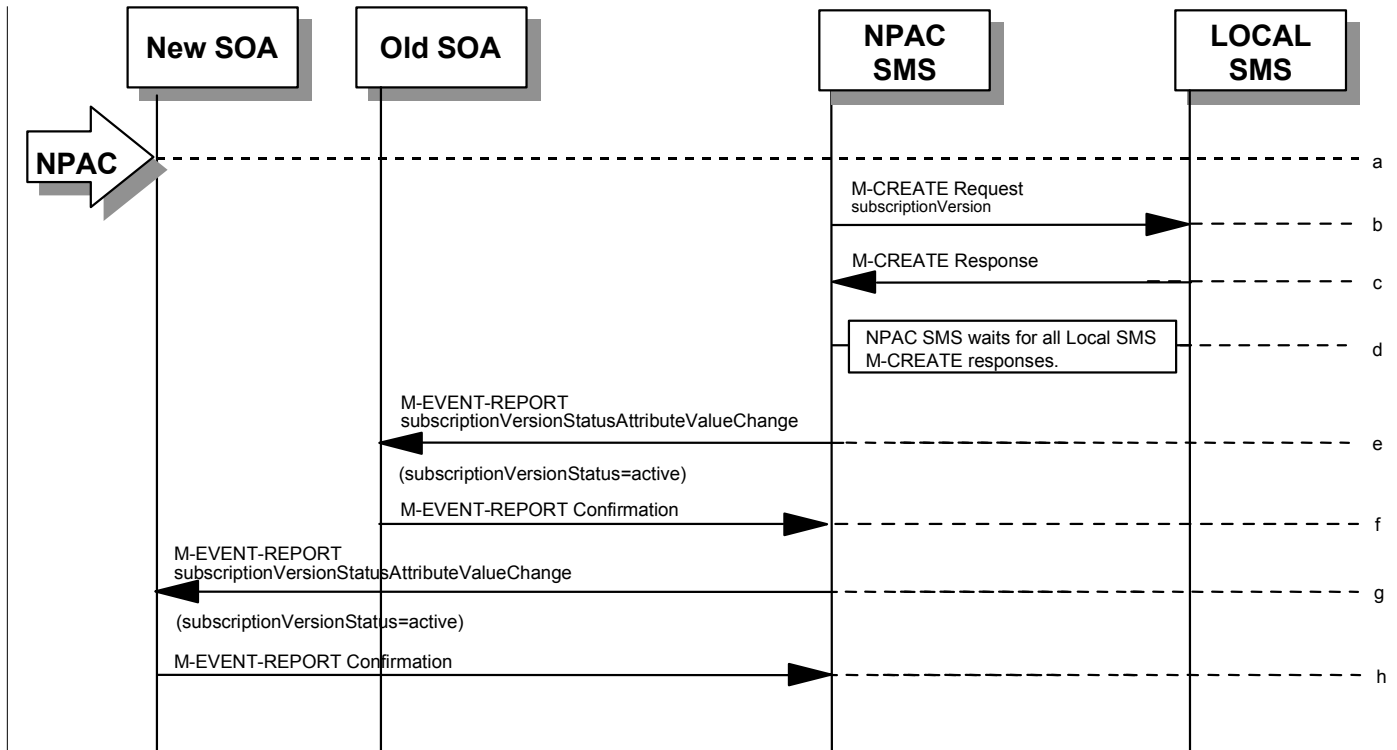 New SOA
Old SOA
NPAC
SMS
LOCAL
SMS
NPAC
a
M-CREATE Request
subscriptionVersion
b
M-CREATE Response
c
NPAC SMS waits for all Local SMS
M-CREATE responses.
d
M-EVENT-REPORT
subscriptionVersionStatusAttributeValueChange
e
(subscriptionVersionStatus=active)
M-EVENT-REPORT Confirmation
f
M-EVENT-REPORT
subscriptionVersionStatusAttributeValueChange
g
(subscriptionVersionStatus=active)
M-EVENT-REPORT Confirmation
h